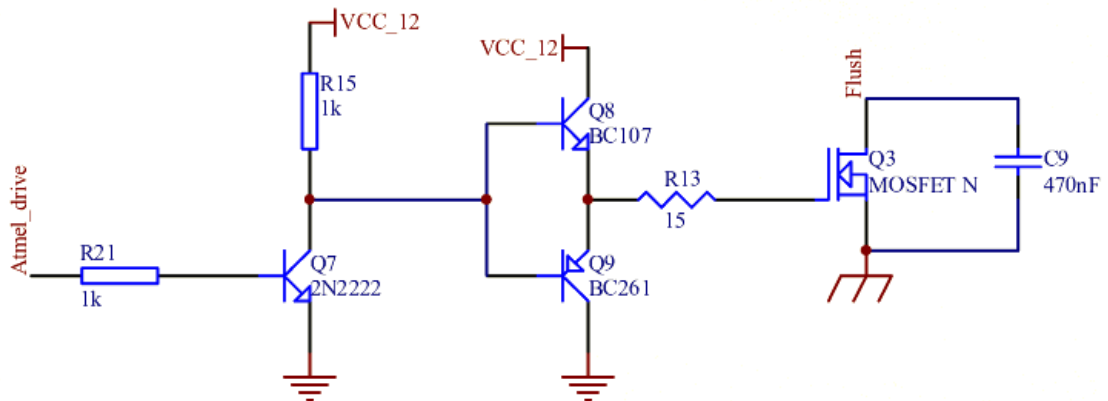 VCC_12
R15
1k
Atmel_drive
R21
1k
Q7
2N2222
VCC_12
Q8
BC107
Q9
BC261
R13
15
Flush
Q3
MOSFET N
C9
470nF